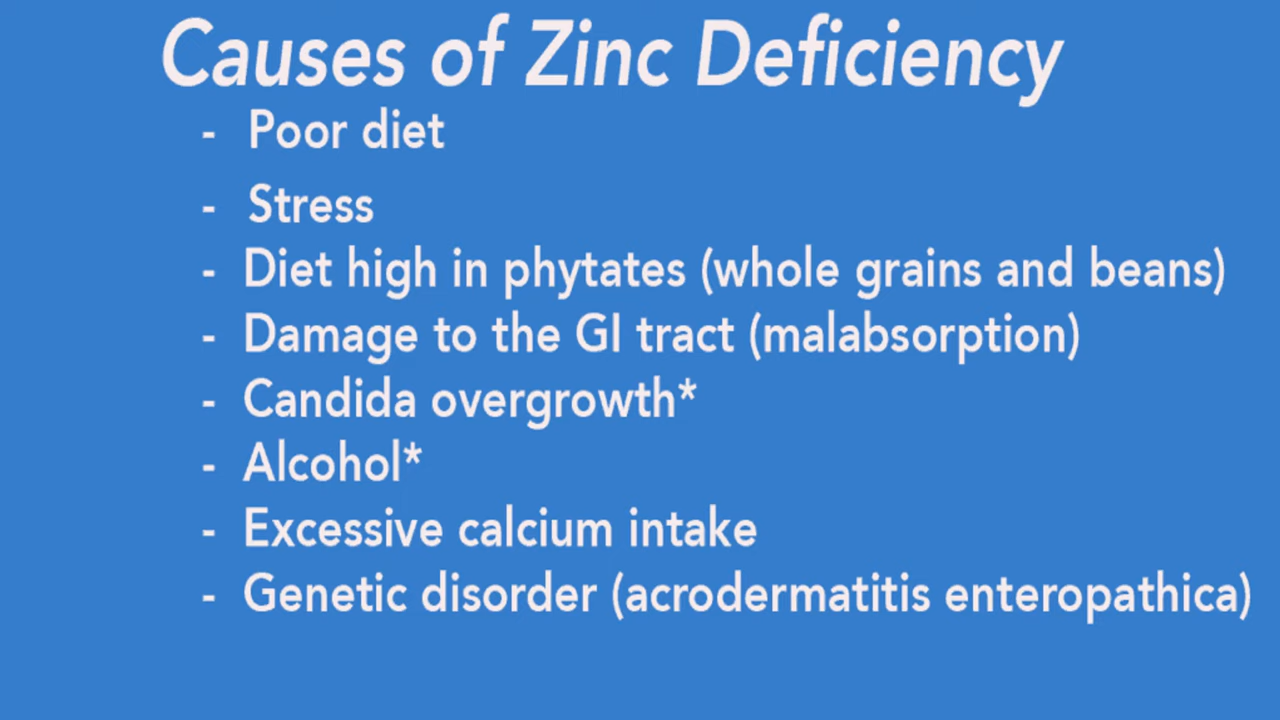 Causes of Zinc Deficiency
- Poor diet
- Stress
- Diet high in phytates (whole grains and beans)
- Damage to the GI tract (malabsorption)
- Candida overgrowth*
- Alcohol*
- Excessive calcium intake
- Genetic disorder (acrodermatitis enteropathica)